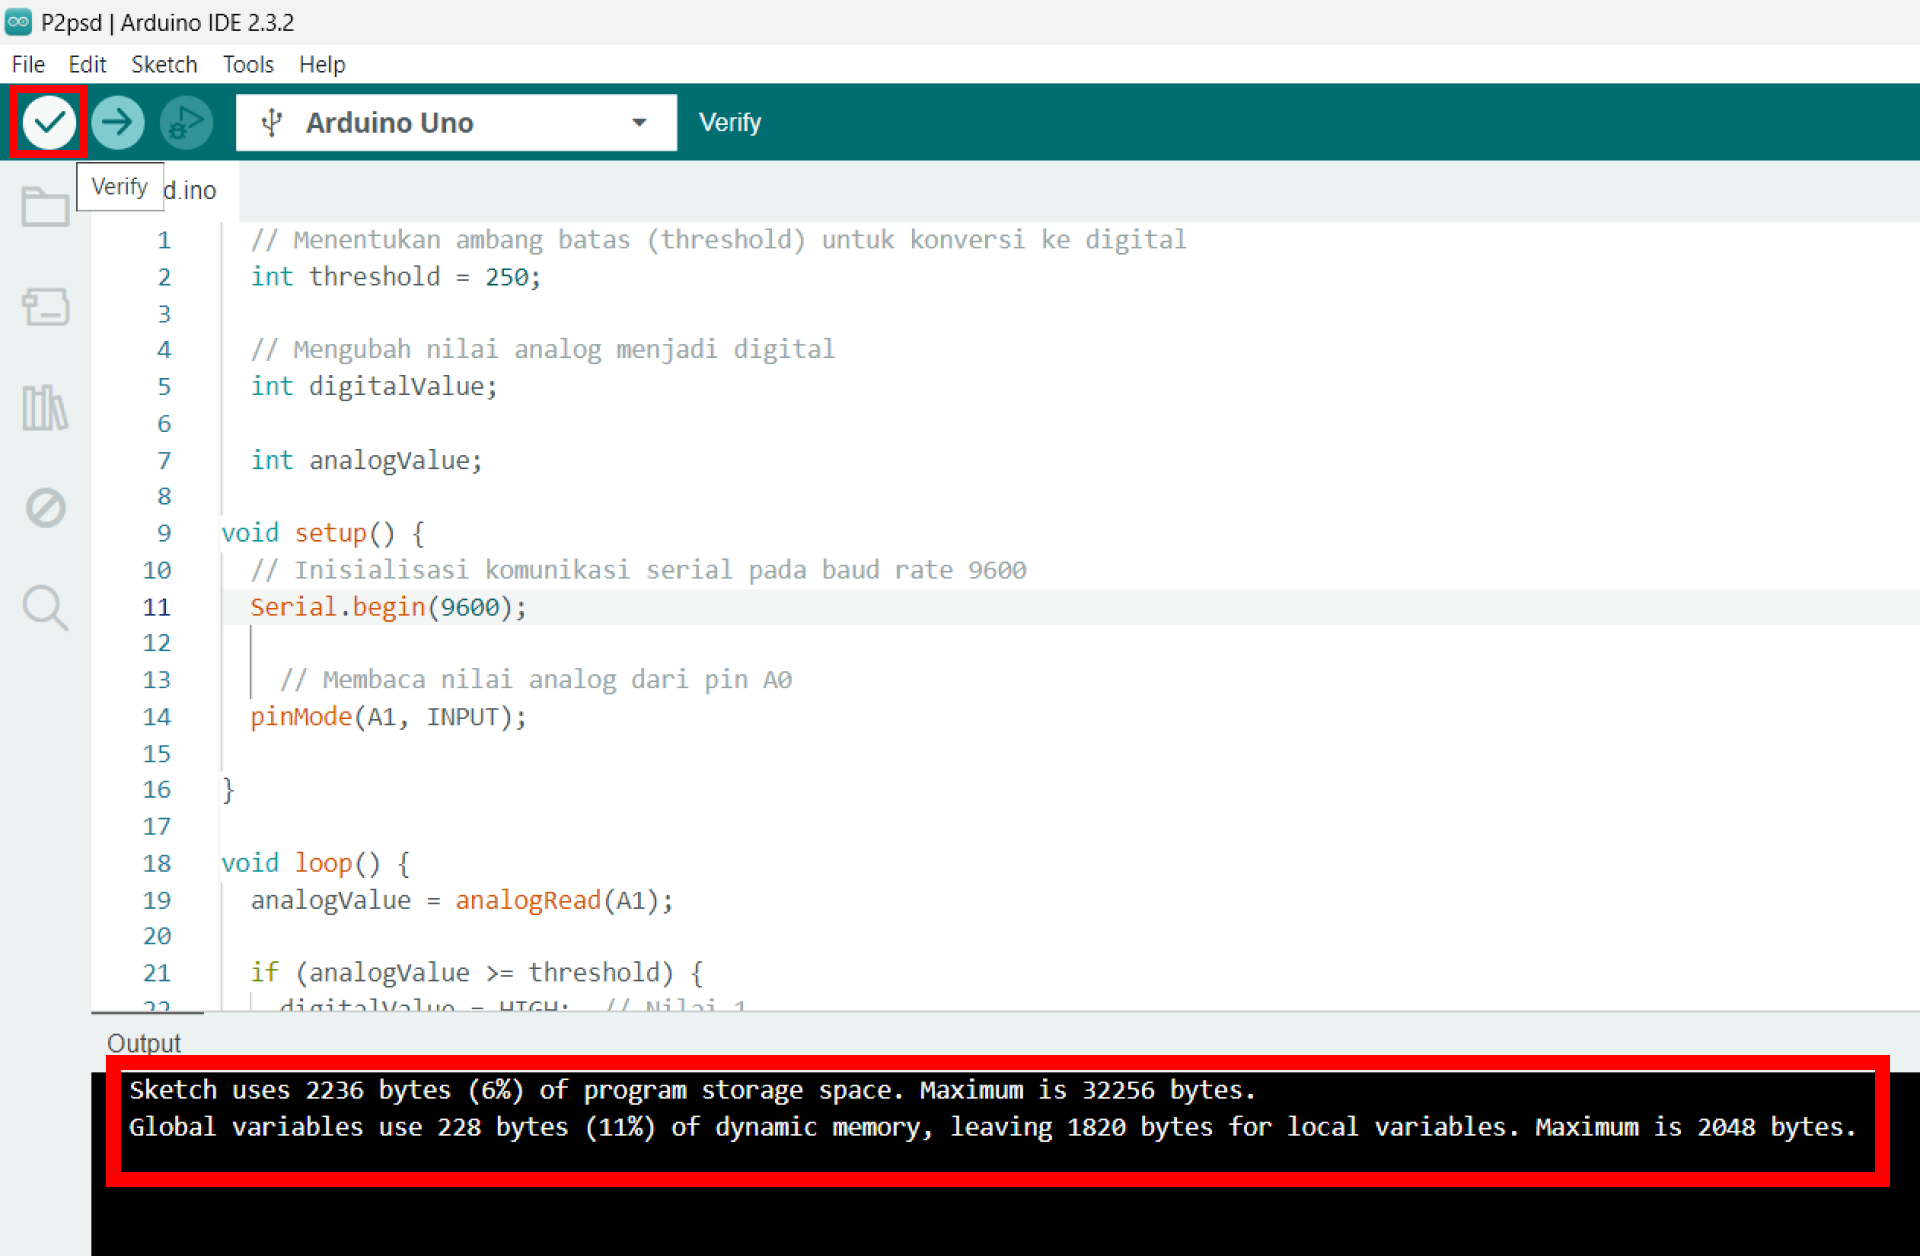 P2psd | Arduino IDE 2.3.2
File Edit Sketch Tools Help
Arduino Uno
Verify
Verify
d.ino
1 // Menentukan ambang batas (threshold) untuk konversi ke digital
2 int threshold = 250;
3
4 // Mengubah nilai analog menjadi digital
5 int digitalValue;
6
7 int analogValue;
8
9 void setup() {
10 // Inisialisasi komunikasi serial pada baud rate 9600
11 Serial.begin(9600);
12
13 // Membaca nilai analog dari pin A0
14 pinMode(A1, INPUT);
15
16 }
17
18 void loop() {
19 analogValue = analogRead(A1);
20
21 if (analogValue >= threshold) {
22 digitalValue = HIGH; // Nilai 1
Output
Sketch uses 2236 bytes (6%) of program storage space. Maximum is 32256 bytes.
Global variables use 228 bytes (11%) of dynamic memory, leaving 1820 bytes for local variables. Maximum is 2048 bytes.